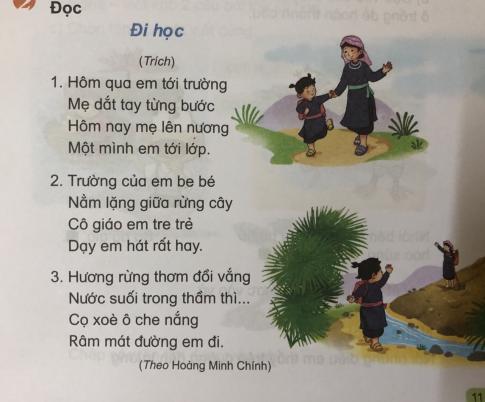 2 Đọc
Đi học
(Trích)
1. Hôm qua em tới trường
Mẹ dắt tay từng bước
Hôm nay mẹ lên nương
Một mình em tới lớp.
2. Trường của em be bé
Nằm lặng giữa rừng cây
Cô giáo em tre trẻ
Dạy em hát rất hay.
3. Hương rừng thơm đồi vắng
Nước suối trong thầm thì...
Cọ xoè ô che nắng
Râm mát đường em đi.
(Theo Hoàng Minh Chính)
11